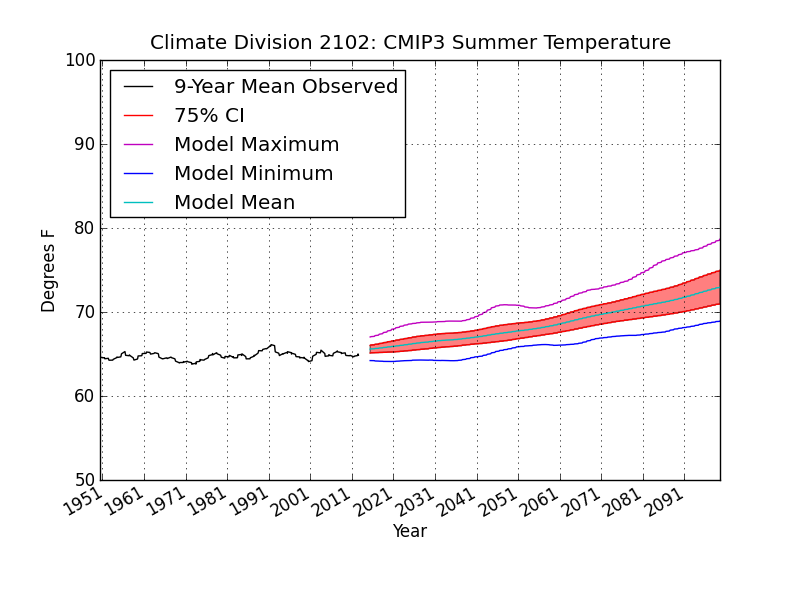 Climate Division 2102: CMIP3 Summer Temperature
100
90
80
70
60
50
Degrees F
9-Year Mean Observed
75% CI
Model Maximum
Model Minimum
Model Mean
1951 1961 1971 1981 1991 2001 2011 2021 2031 2041 2051 2061 2071 2081 2091
Year